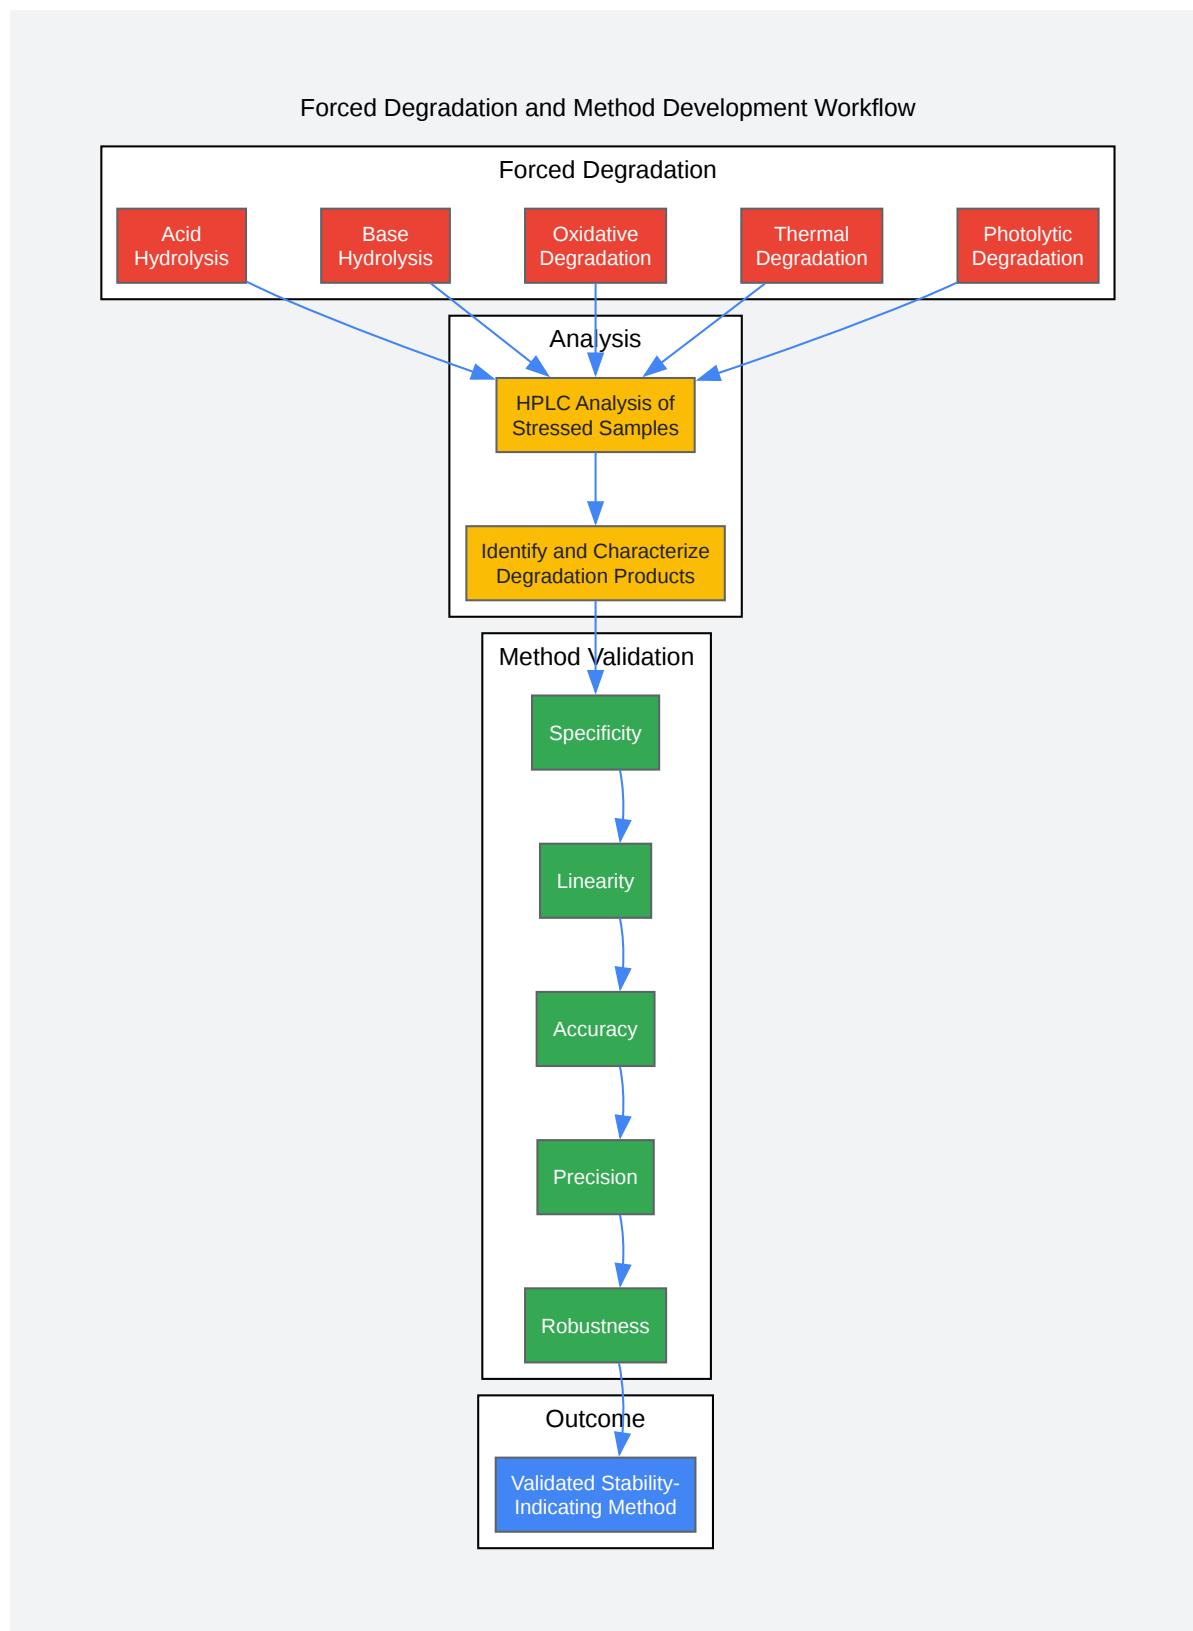 Forced Degradation and Method Development Workflow
Forced Degradation
Acid
Hydrolysis
Base
Hydrolysis
Oxidative
Degradation
Thermal
Degradation
Photolytic
Degradation
Analysis
HPLC Analysis of
Stressed Samples
Identify and Characterize
Degradation Products
Method Validation
Specificity
Linearity
Accuracy
Precision
Robustness
Outcome
Validated Stability-
Indicating Method